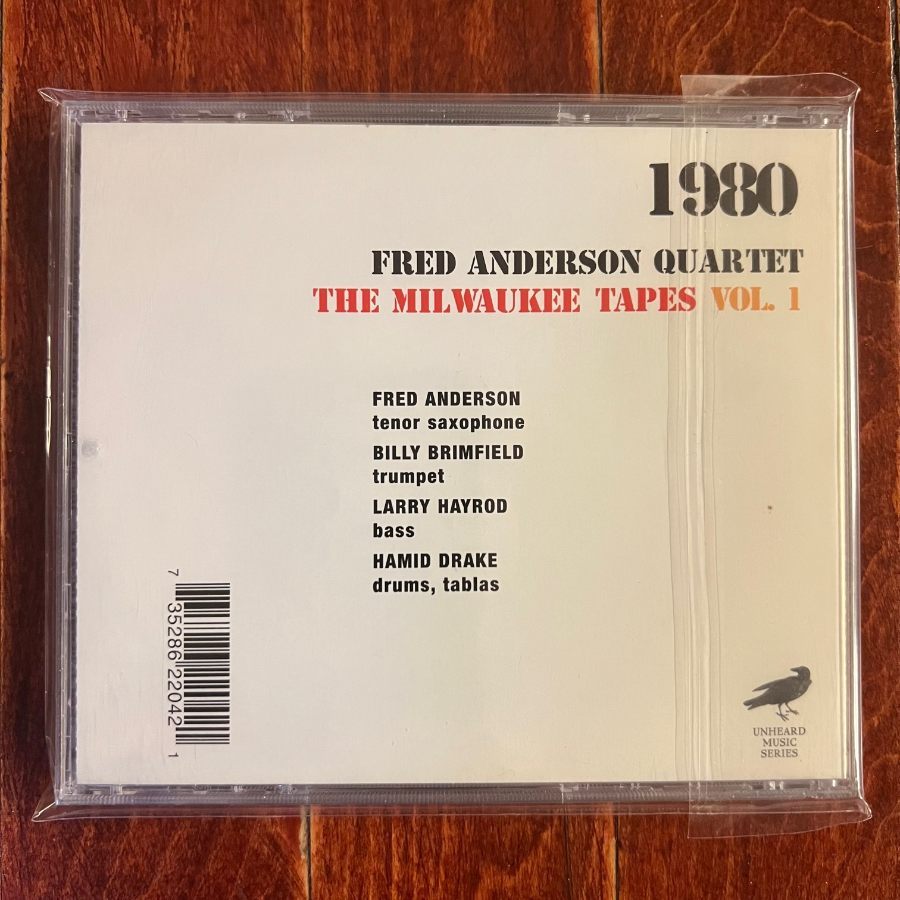 1980
FRED ANDERSON QUARTET
THE MILWAUKEE TAPES VOL. 1
FRED ANDERSON
tenor saxophone
BILLY BRIMFIELD
trumpet
LARRY HAYROD
bass
HAMID DRAKE
drums, tablas
7 35286 22042 1
UNHEARD
MUSIC
SERIES